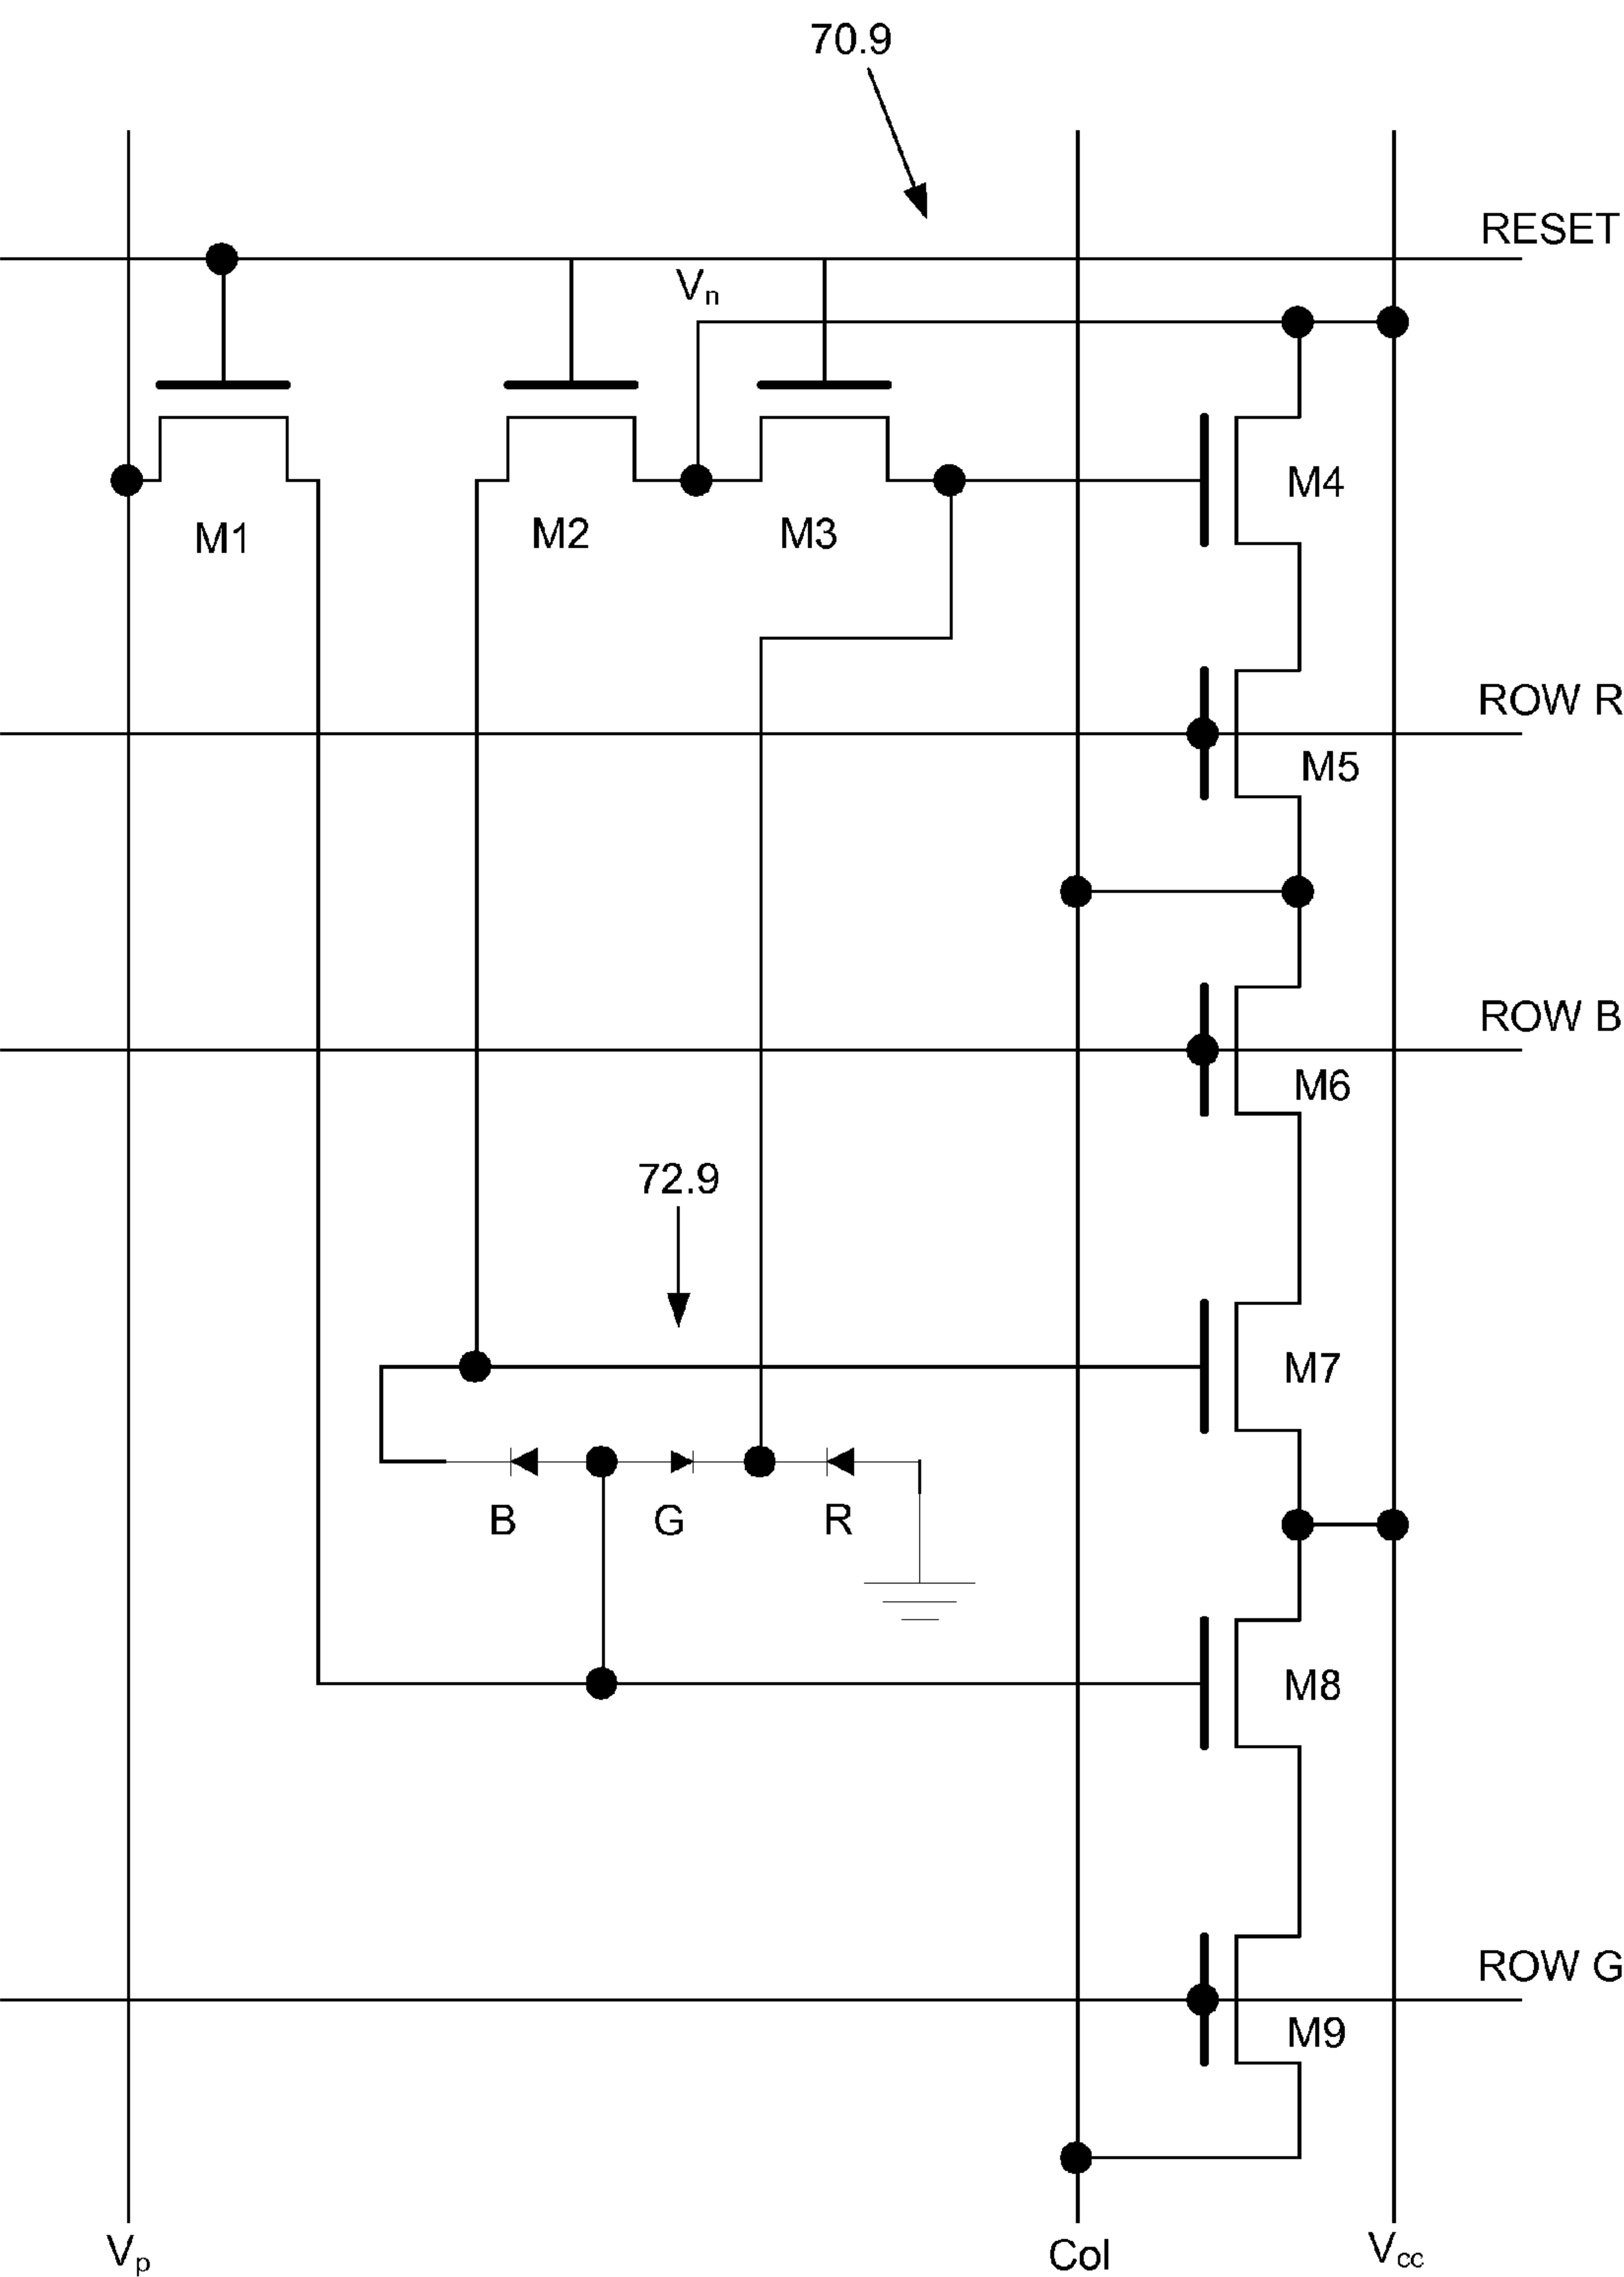 70.9
RESET
Vn
M4
M1
M2
M3
ROW R
M5
ROW B
M6
72.9
M7
B
G
R
M8
ROW G
M9
Vp
Col
Vcc